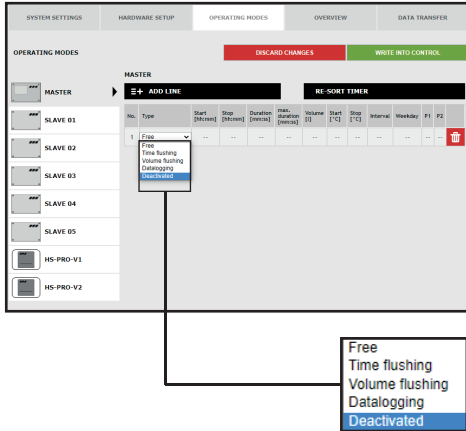 SYSTEM SETTINGS HARDWARE SETUP OPERATING MODES OVERVIEW DATA TRANSFER
OPERATING MODES DISCARD CHANGES WRITE INTO CONTROL
MASTER
MASTER
+ ADD LINE RE-SORT TIMER
No. Type Start [hh:mm] Stop [hh:mm] Duration [mm:ss] max. duration [mm:ss] Volume [l] Start [°C] Stop [°C] Interval Weekday P1 P2
1 Free -- -- -- -- -- -- -- -- -- -- --
Free
Time flushing
Volume flushing
Datalogging
Deactivated
SLAVE 01
SLAVE 02
SLAVE 03
SLAVE 04
SLAVE 05
HS-PRO-V1
HS-PRO-V2
Free
Time flushing
Volume flushing
Datalogging
Deactivated